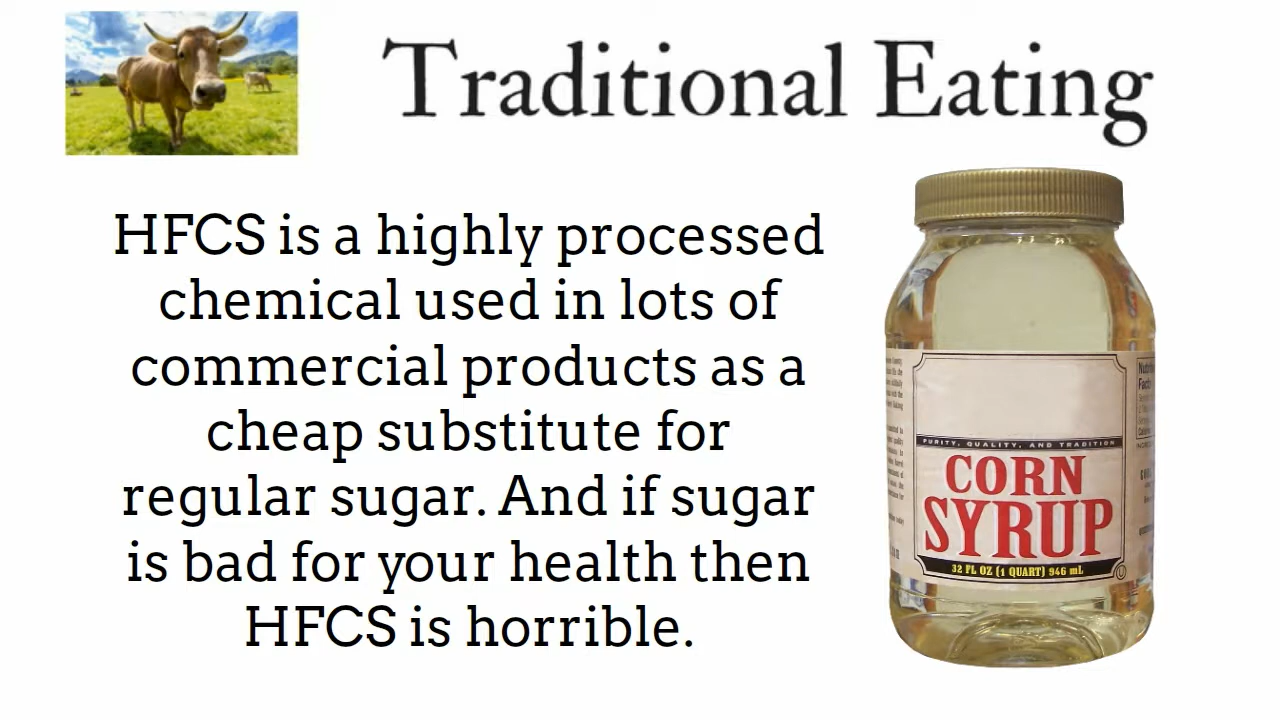 Traditional Eating
HFCS is a highly processed
chemical used in lots of
commercial products as a
cheap substitute for
regular sugar. And if sugar
is bad for your health then
HFCS is horrible.
PURITY, QUALITY, AND TRADITION
CORN
SYRUP
32 FL OZ (1 QUART) 946 mL